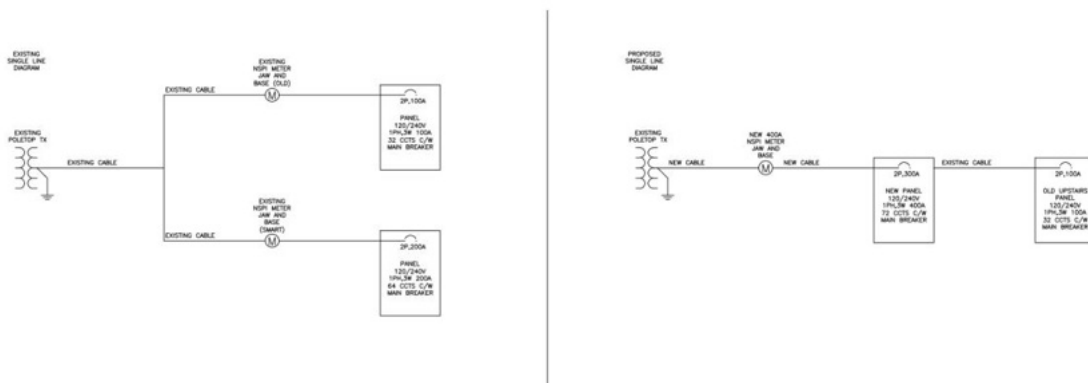 EXISTING
SINGLE LINE
DIAGRAM
EXISTING
POLETOP TX
EXISTING CABLE
EXISTING CABLE
EXISTING
NSPI METER
JAW AND
BASE (OLD)
M
2P,100A
PANEL
120/240V
1PH,3W 100A
32 CCTS C/W
MAIN BREAKER
EXISTING CABLE
EXISTING
NSPI METER
JAW AND
BASE
(SMART)
M
2P,200A
PANEL
120/240V
1PH,3W 200A
64 CCTS C/W
MAIN BREAKER
PROPOSED
SINGLE LINE
DIAGRAM
EXISTING
POLETOP TX
NEW CABLE
NEW 400A
NSPI METER
JAW AND
BASE
M
NEW CABLE
2P,300A
NEW PANEL
120/240V
1PH,3W 400A
72 CCTS C/W
MAIN BREAKER
EXISTING CABLE
2P,100A
OLD UPSTAIRS
PANEL
120/240V
1PH,3W 100A
32 CCTS C/W
MAIN BREAKER